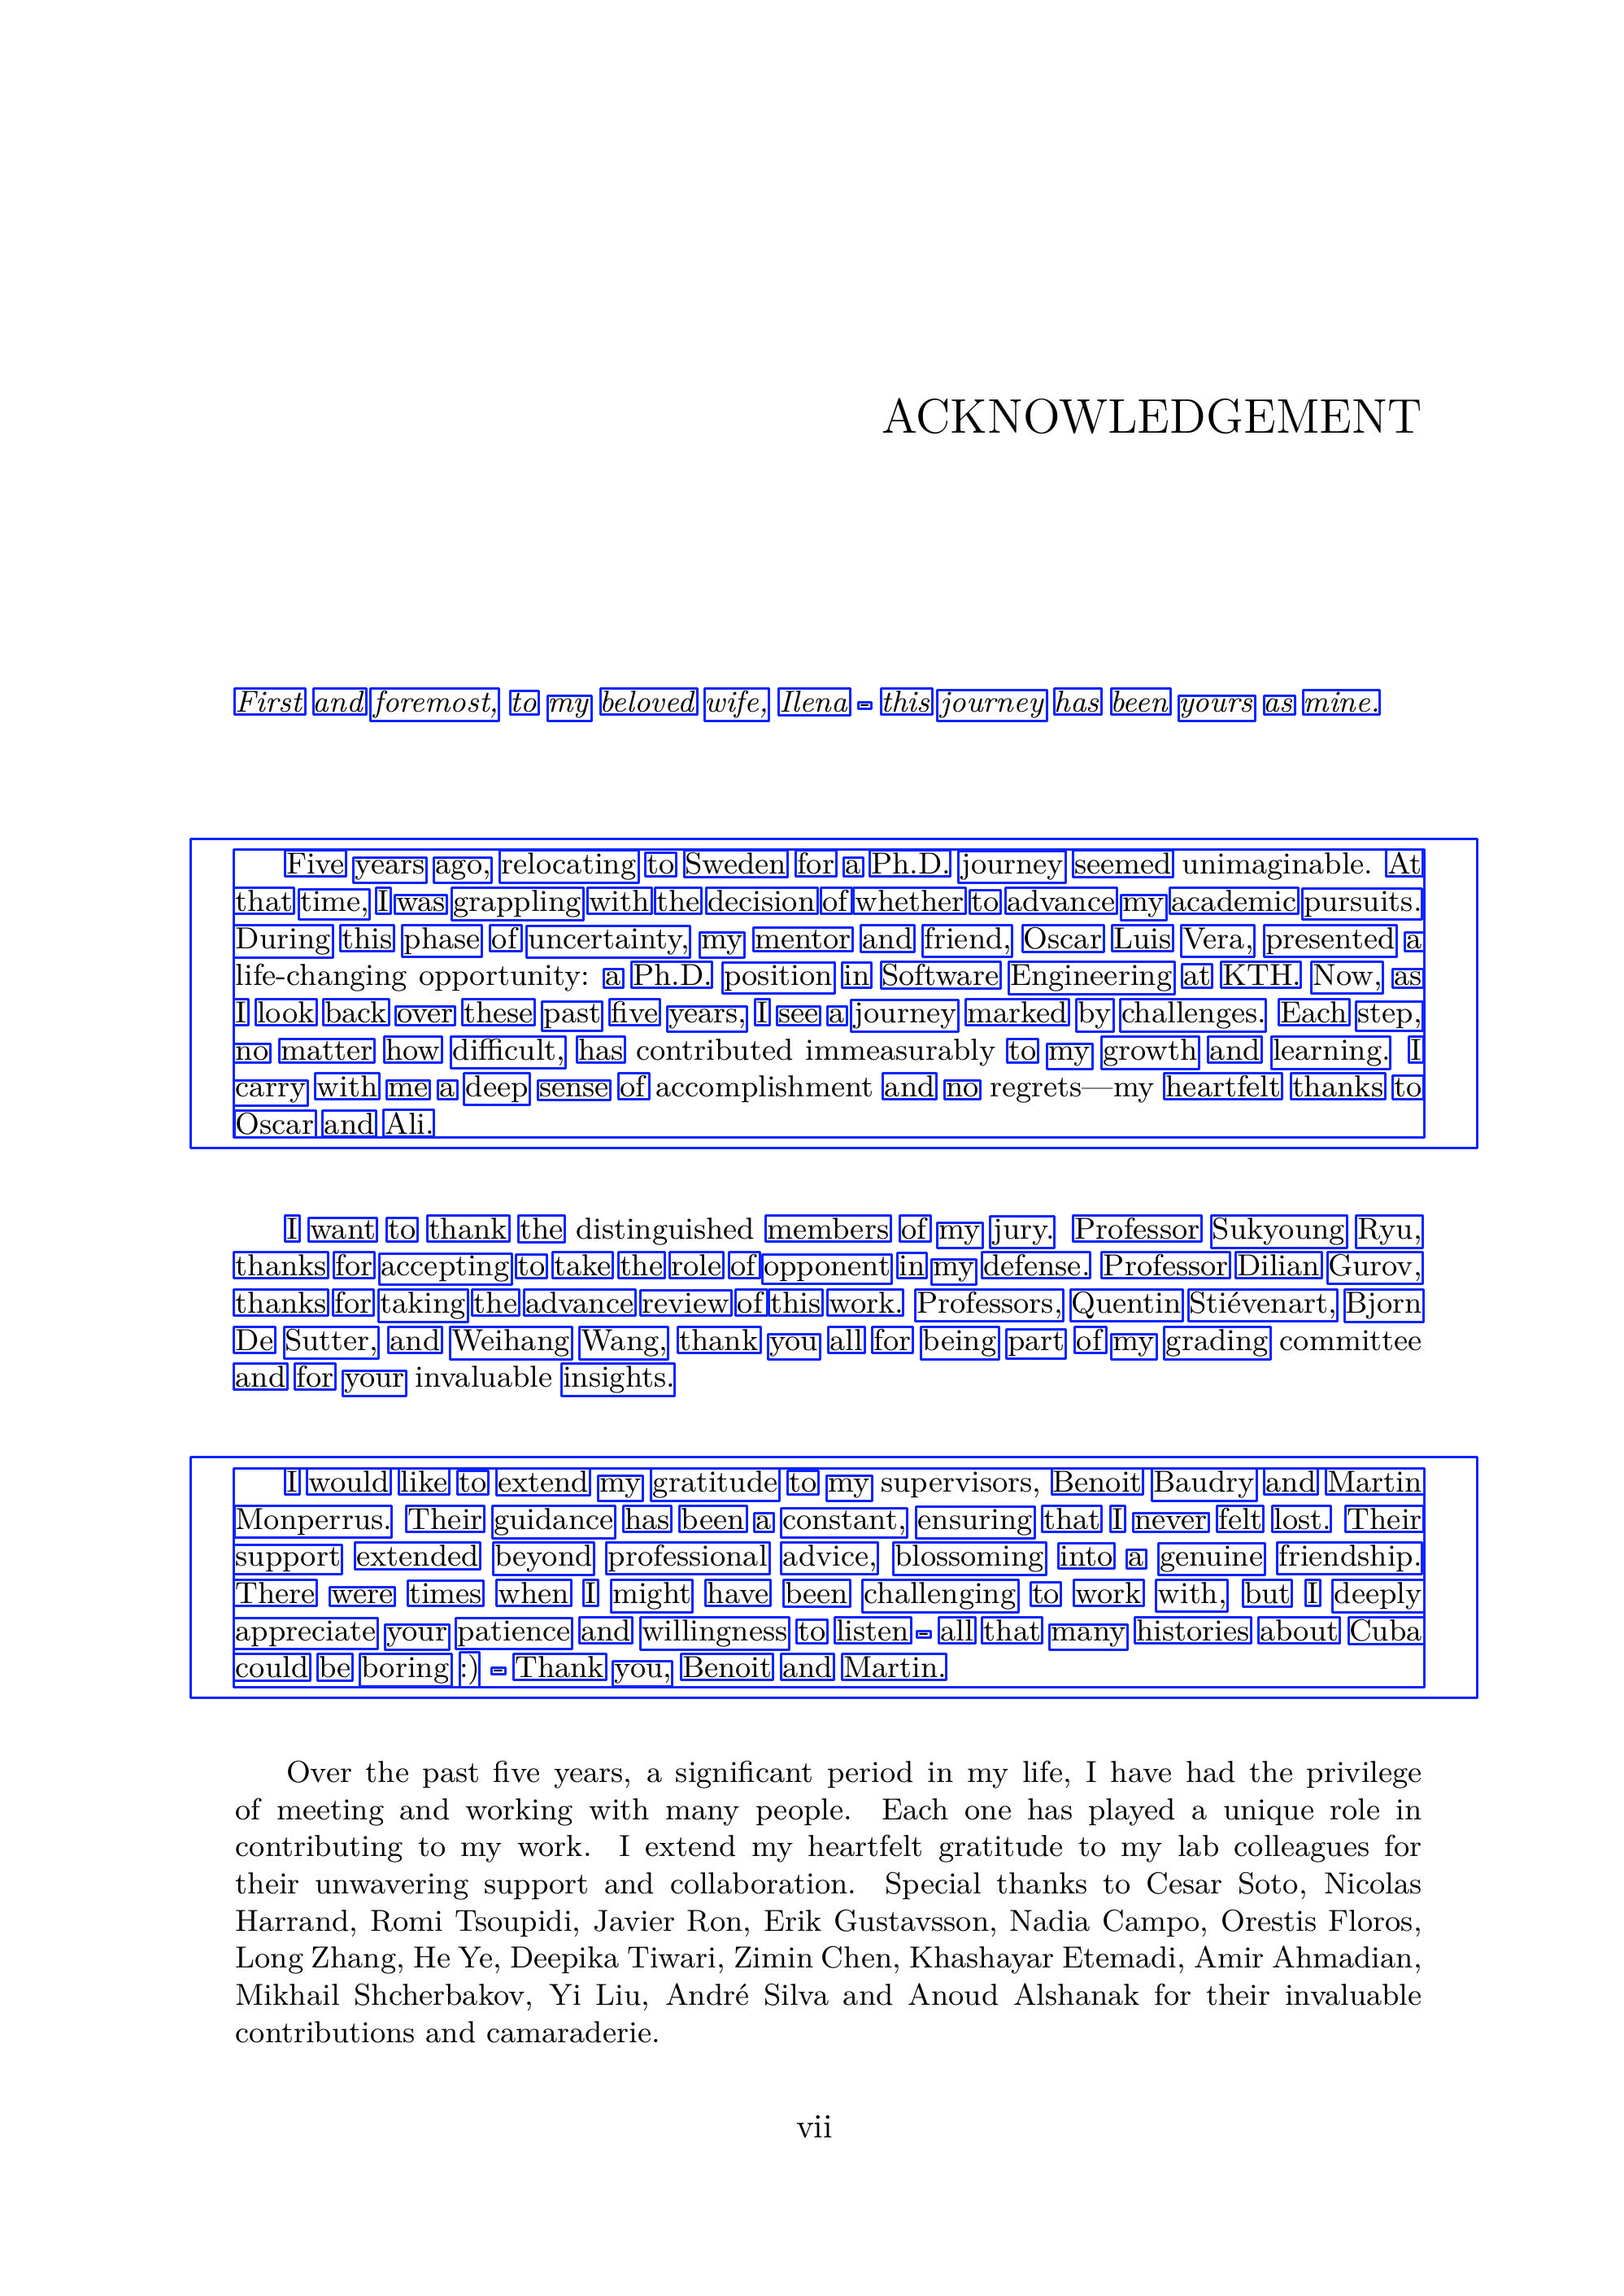 ACKNOWLEDGEMENT
First and foremost, to my beloved wife, Ilena - this journey has been yours as mine.
Five years ago, relocating to Sweden for a Ph.D. journey seemed unimaginable. At
that time, I was grappling with the decision of whether to advance my academic pursuits.
During this phase of uncertainty, my mentor and friend, Oscar Luis Vera, presented a
life-changing opportunity: a Ph.D. position in Software Engineering at KTH. Now, as
I look back over these past five years, I see a journey marked by challenges. Each step,
no matter how difficult, has contributed immeasurably to my growth and learning. I
carry with me a deep sense of accomplishment and no regrets—my heartfelt thanks to
Oscar and Ali.
I want to thank the distinguished members of my jury. Professor Sukyoung Ryu,
thanks for accepting to take the role of opponent in my defense. Professor Dilian Gurov,
thanks for taking the advance review of this work. Professors, Quentin Stiévenart, Bjorn
De Sutter, and Weihang Wang, thank you all for being part of my grading committee
and for your invaluable insights.
I would like to extend my gratitude to my supervisors, Benoit Baudry and Martin
Monperrus. Their guidance has been a constant, ensuring that I never felt lost. Their
support extended beyond professional advice, blossoming into a genuine friendship.
There were times when I might have been challenging to work with, but I deeply
appreciate your patience and willingness to listen - all that many histories about Cuba
could be boring :) - Thank you, Benoit and Martin.
Over the past five years, a significant period in my life, I have had the privilege
of meeting and working with many people. Each one has played a unique role in
contributing to my work. I extend my heartfelt gratitude to my lab colleagues for
their unwavering support and collaboration. Special thanks to Cesar Soto, Nicolas
Harrand, Romi Tsoupidi, Javier Ron, Erik Gustavsson, Nadia Campo, Orestis Floros,
Long Zhang, He Ye, Deepika Tiwari, Zimin Chen, Khashayar Etemadi, Amir Ahmadian,
Mikhail Shcherbakov, Yi Liu, André Silva and Anoud Alshanak for their invaluable
contributions and camaraderie.
vii